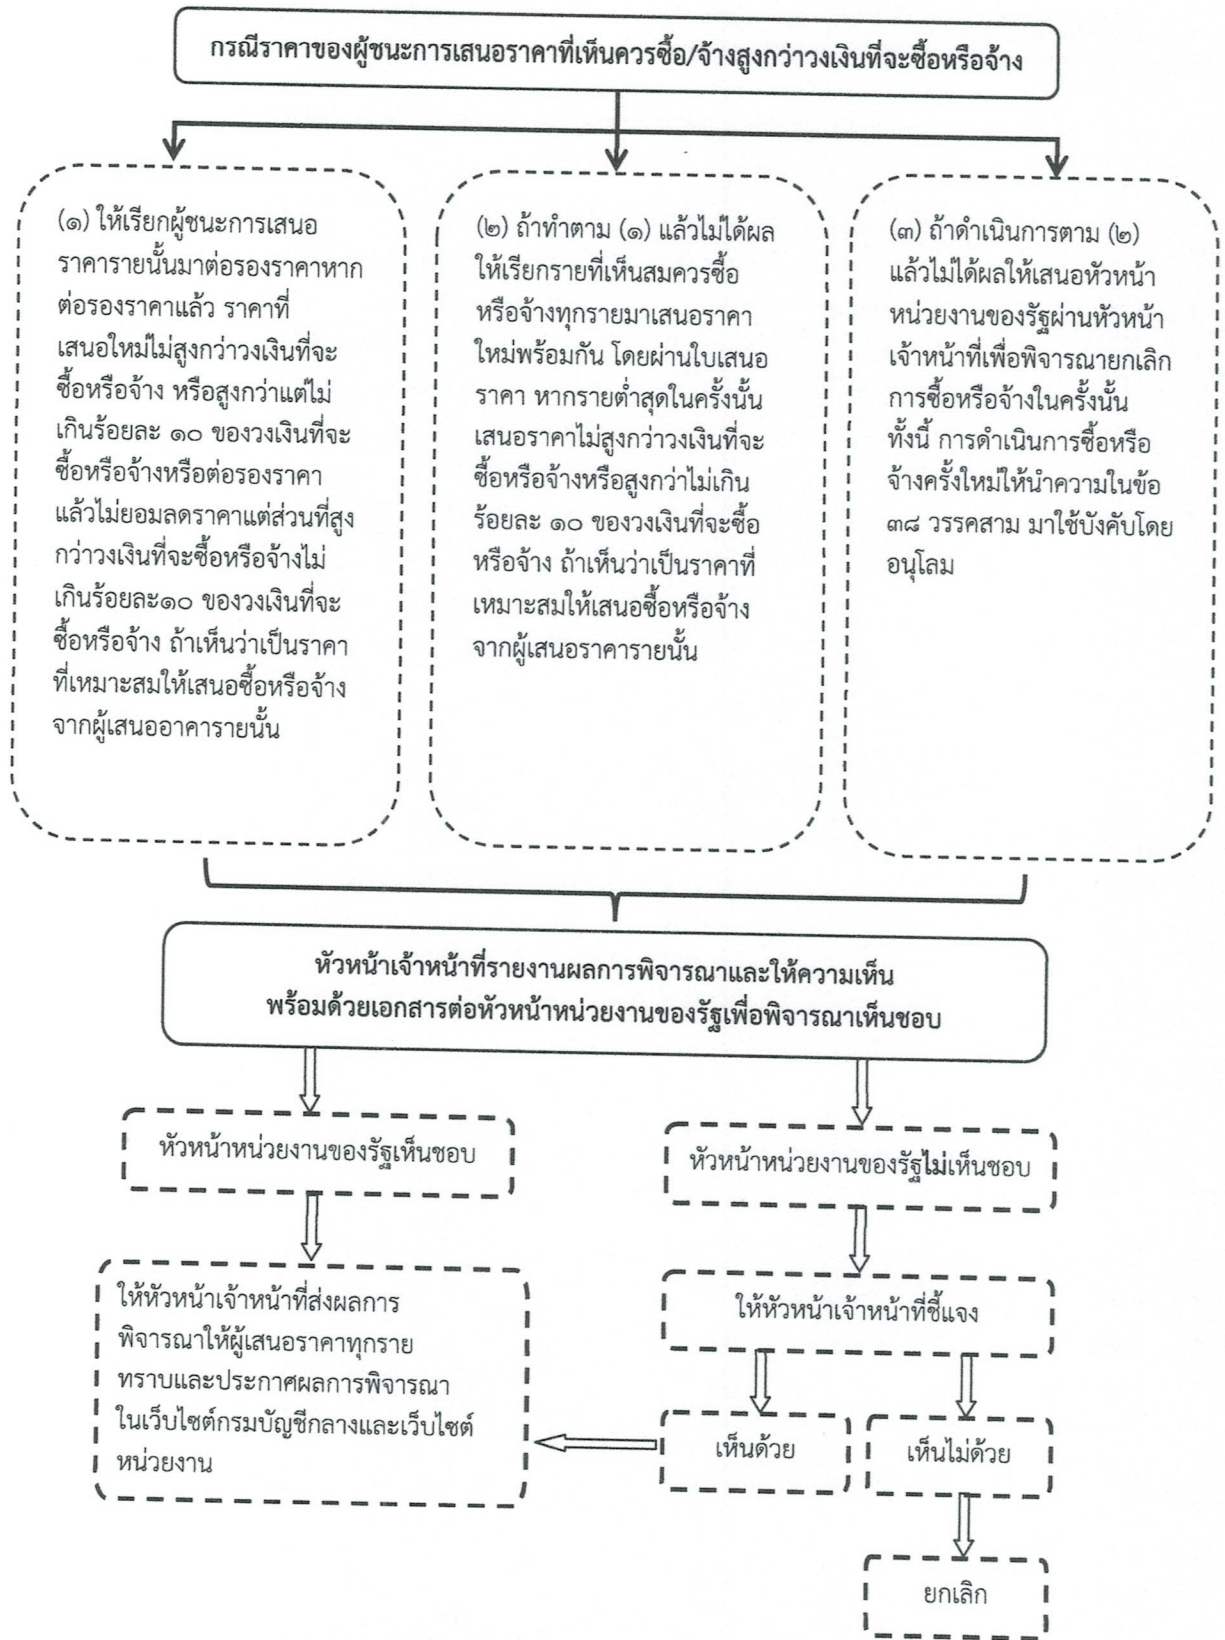 กรณีราคาของผู้ชนะการเสนอราคาที่เห็นควรซื้อ/จ้างสูงกว่าวงเงินที่จะซื้อหรือจ้าง
(๑) ให้เรียกผู้ชนะการเสนอ
ราคารายนั้นมาต่อรองราคาหาก
ต่อรองราคาแล้ว ราคาที่
เสนอใหม่ไม่สูงกว่าวงเงินที่จะ
ซื้อหรือจ้าง หรือสูงกว่าแต่ไม่
เกินร้อยละ ๑๐ ของวงเงินที่จะ
ซื้อหรือจ้างหรือต่อรองราคา
แล้วไม่ยอมลดราคาแต่ส่วนที่สูง
กว่าวงเงินที่จะซื้อหรือจ้างไม่
เกินร้อยละ๑๐ ของวงเงินที่จะ
ซื้อหรือจ้าง ถ้าเห็นว่าเป็นราคา
ที่เหมาะสมให้เสนอซื้อหรือจ้าง
จากผู้เสนออาคารายนั้น
(๒) ถ้าทำตาม (๑) แล้วไม่ได้ผล
ให้เรียกรายที่เห็นสมควรซื้อ
หรือจ้างทุกรายมาเสนอราคา
ใหม่พร้อมกัน โดยผ่านใบเสนอ
ราคา หากรายต่ำสุดในครั้งนั้น
เสนอราคาไม่สูงกว่าวงเงินที่จะ
ซื้อหรือจ้างหรือสูงกว่าไม่เกิน
ร้อยละ ๑๐ ของวงเงินที่จะซื้อ
หรือจ้าง ถ้าเห็นว่าเป็นราคาที่
เหมาะสมให้เสนอซื้อหรือจ้าง
จากผู้เสนอราคารายนั้น
(๓) ถ้าดำเนินการตาม (๒)
แล้วไม่ได้ผลให้เสนอหัวหน้า
หน่วยงานของรัฐผ่านหัวหน้า
เจ้าหน้าที่เพื่อพิจารณายกเลิก
การซื้อหรือจ้างในครั้งนั้น
ทั้งนี้ การดำเนินการซื้อหรือ
จ้างครั้งใหม่ให้นำความในข้อ
๓๘ วรรคสาม มาใช้บังคับโดย
อนุโลม
หัวหน้าเจ้าหน้าที่รายงานผลการพิจารณาและให้ความเห็น
พร้อมด้วยเอกสารต่อหัวหน้าหน่วยงานของรัฐเพื่อพิจารณาเห็นชอบ
หัวหน้าหน่วยงานของรัฐเห็นชอบ
หัวหน้าหน่วยงานของรัฐไม่เห็นชอบ
ให้หัวหน้าเจ้าหน้าที่ส่งผลการ
พิจารณาให้ผู้เสนอราคาทุกราย
ทราบและประกาศผลการพิจารณา
ในเว็บไซต์กรมบัญชีกลางและเว็บไซต์
หน่วยงาน
ให้หัวหน้าเจ้าหน้าที่ชี้แจง
เห็นด้วย
เห็นไม่ด้วย
ยกเลิก